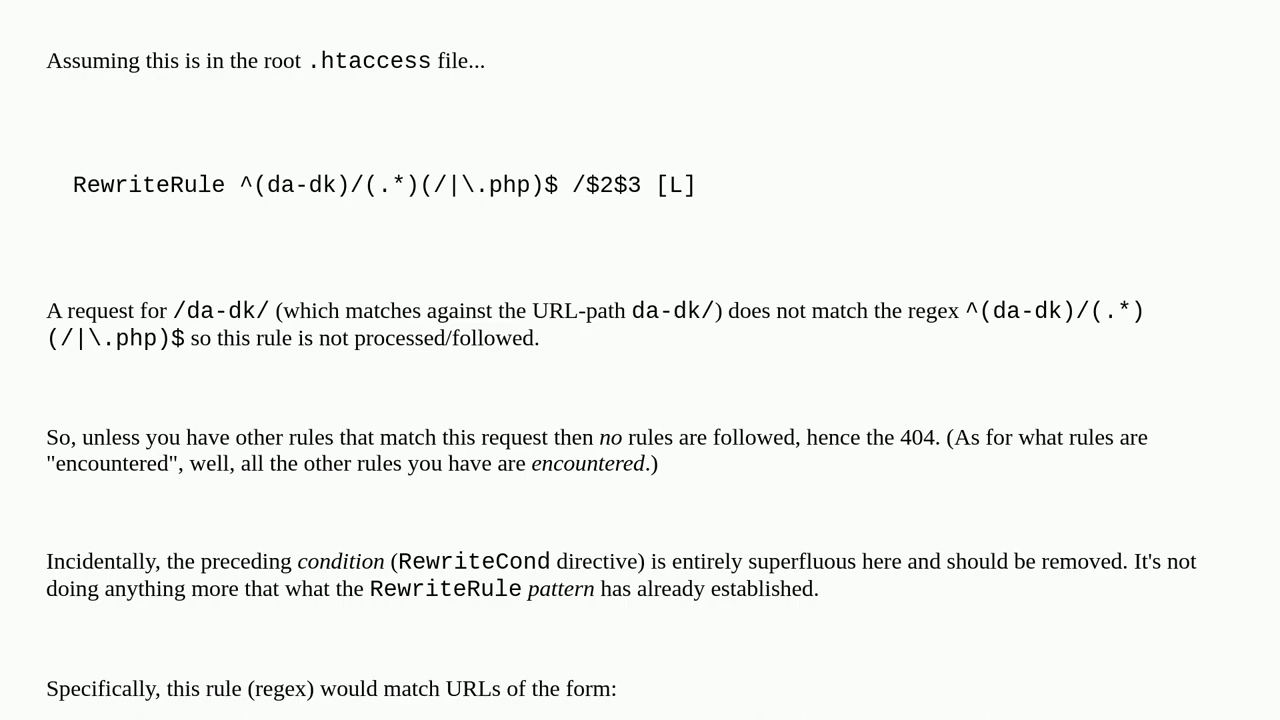 Assuming this is in the root .htaccess file...
RewriteRule ^(da-dk)/(.*)(/|\.php)$ /$2$3 [L]
A request for /da-dk/ (which matches against the URL-path da-dk/) does not match the regex ^(da-dk)/(.*)
(/|\.php)$ so this rule is not processed/followed.
So, unless you have other rules that match this request then no rules are followed, hence the 404. (As for what rules are
"encountered", well, all the other rules you have are encountered.)
Incidentally, the preceding condition (RewriteCond directive) is entirely superfluous here and should be removed. It's not
doing anything more that what the RewriteRule pattern has already established.
Specifically, this rule (regex) would match URLs of the form: